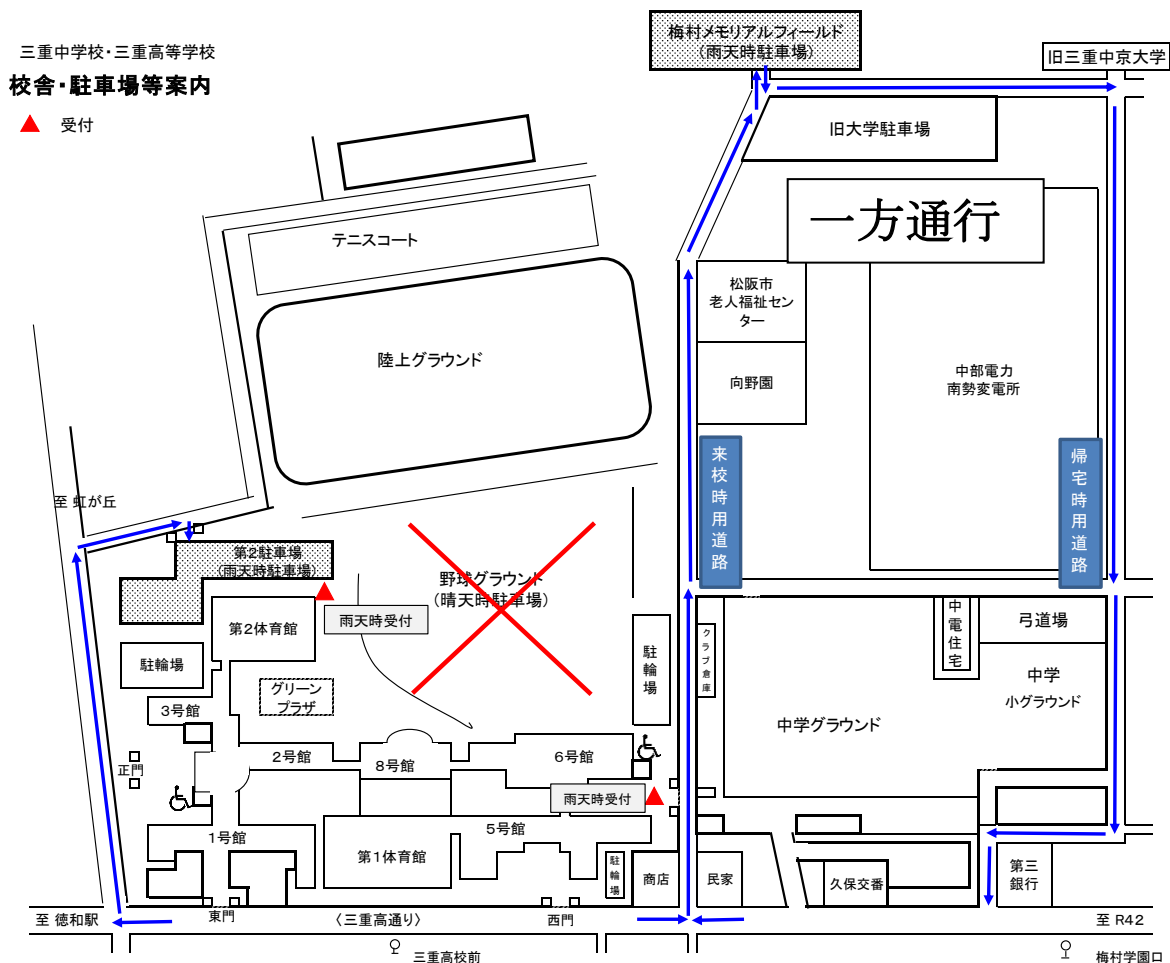 梅村メモリアルフィールド
(雨天時駐車場)
旧三重中京大学
三重中学校・三重高等学校
校舎・駐車場等案内
受付
旧大学駐車場
一方通行
テニスコート
松阪市
老人福祉セン
ター
陸上グラウンド
向野園
中部電力
南勢変電所
来校時用道路
帰宅時用道路
至 虹が丘
第2駐車場
(雨天時駐車場)
野球グラウンド
(晴天時駐車場)
雨天時受付
第2体育館
駐輪場
グリーン
プラザ
3号館
駐輪場
クラブ倉庫
中電住宅
弓道場
中学
小グラウンド
中学グラウンド
2号館
8号館
6号館
正門
雨天時受付
1号館
5号館
第1体育館
駐輪場
商店
民家
久保交番
第三
銀行
至 徳和駅
東門
〈三重高通り〉
西門
至 R42
三重高校前
梅村学園口